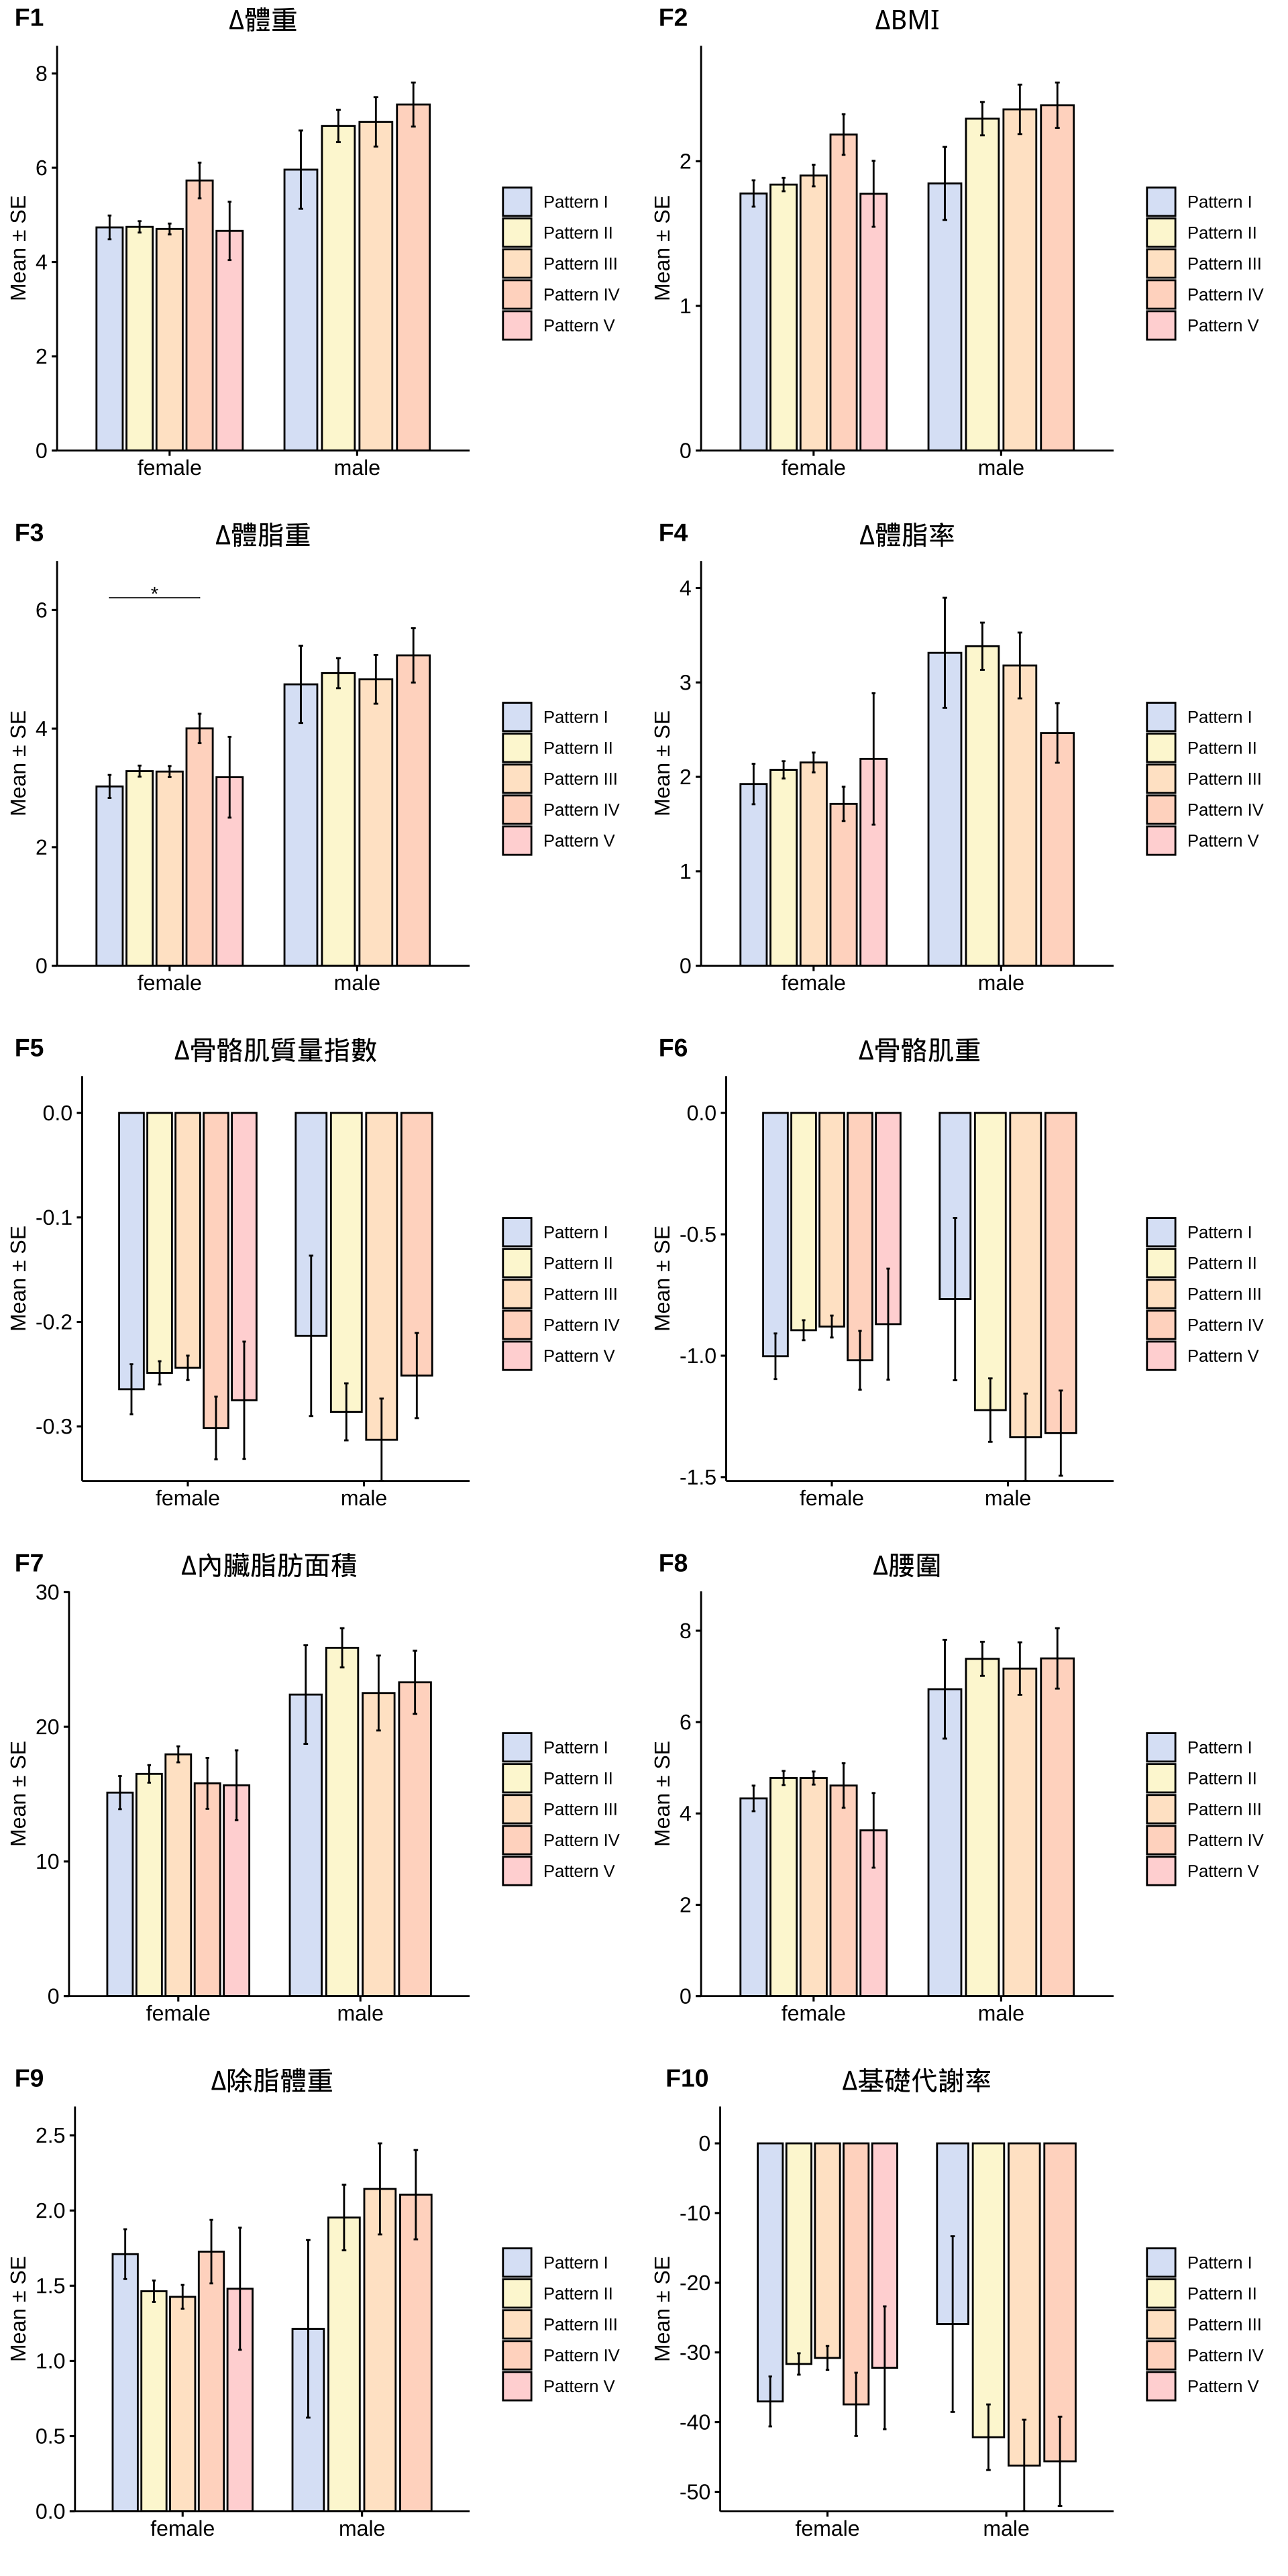 F1
Δ體重
Mean ± SE
8
6
4
2
0
female
male
Pattern I
Pattern II
Pattern III
Pattern IV
Pattern V
F2
ΔBMI
Mean ± SE
2
1
0
female
male
Pattern I
Pattern II
Pattern III
Pattern IV
Pattern V
F3
Δ體脂重
Mean ± SE
6
4
2
0
*
female
male
Pattern I
Pattern II
Pattern III
Pattern IV
Pattern V
F4
Δ體脂率
Mean ± SE
4
3
2
1
0
female
male
Pattern I
Pattern II
Pattern III
Pattern IV
Pattern V
F5
Δ骨骼肌質量指數
Mean ± SE
0.0
-0.1
-0.2
-0.3
female
male
Pattern I
Pattern II
Pattern III
Pattern IV
Pattern V
F6
Δ骨骼肌重
Mean ± SE
0.0
-0.5
-1.0
-1.5
female
male
Pattern I
Pattern II
Pattern III
Pattern IV
Pattern V
F7
Δ內臟脂肪面積
Mean ± SE
30
20
10
0
female
male
Pattern I
Pattern II
Pattern III
Pattern IV
Pattern V
F8
Δ腰圍
Mean ± SE
8
6
4
2
0
female
male
Pattern I
Pattern II
Pattern III
Pattern IV
Pattern V
F9
Δ除脂體重
Mean ± SE
2.5
2.0
1.5
1.0
0.5
0.0
female
male
Pattern I
Pattern II
Pattern III
Pattern IV
Pattern V
F10
Δ基礎代謝率
Mean ± SE
0
-10
-20
-30
-40
-50
female
male
Pattern I
Pattern II
Pattern III
Pattern IV
Pattern V